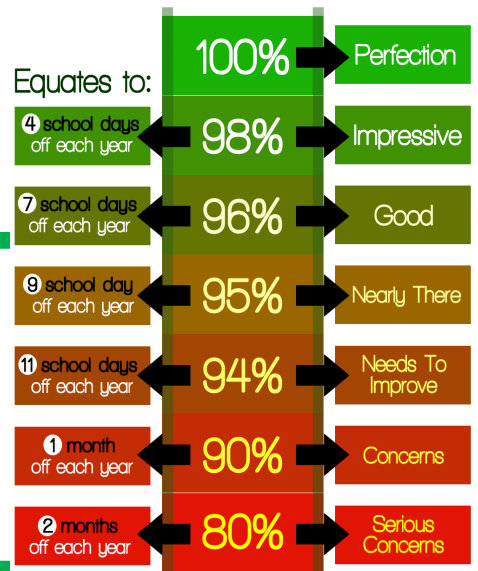 100%
Perfection
Equates to:
4 school days
off each year
98%
Impressive
7 school days
off each year
96%
Good
9 school day
off each year
95%
Nearly There
11 school days
off each year
94%
Needs To
Improve
1 month
off each year
90%
Concerns
2 months
off each year
80%
Serious
Concerns